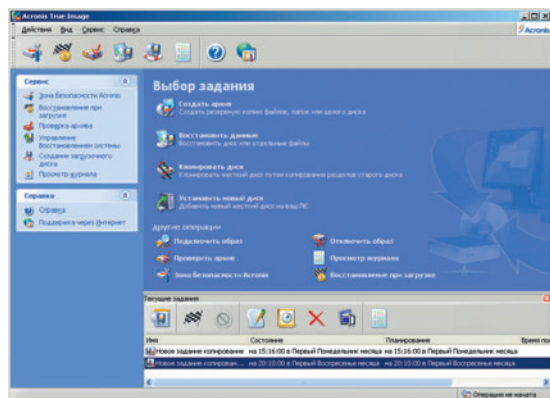 Acronis True Image
Действия Вид Сервис Справка
Acronis
Сервис
Зона безопасности Acronis
Восстановление при
загрузке
Проверка архива
Управление
Восстановлением системы
Создание загрузочного
диска
Просмотр журнала
Справка
Справка
Поддержка через Интернет
Выбор задания
Создать архив
Создать резервную копию файлов, папок или целого диска
Восстановить данные
Восстановить диск или отдельные файлы
Клонировать диск
Клонировать жесткий диск путем копирования разделов старого диска
Установить новый диск
Добавить новый жесткий диск на ваш ПК
другие операции
Подключить образ
Отключить образ
Проверить архив
Просмотр журнала
Зона безопасности Acronis
Восстановление при загрузке
Текущие задания
Имя Состояние Планирование Время по
Новое задание копирования на 15:16:00 в Первый Понедельник месяца на 15:16:00 в Первый Понедельник месяца
Новое задание копирован... на 20:10:00 в Первый Воскресенье месяца на 20:10:00 в Первый Воскресенье месяца
Операция не начата